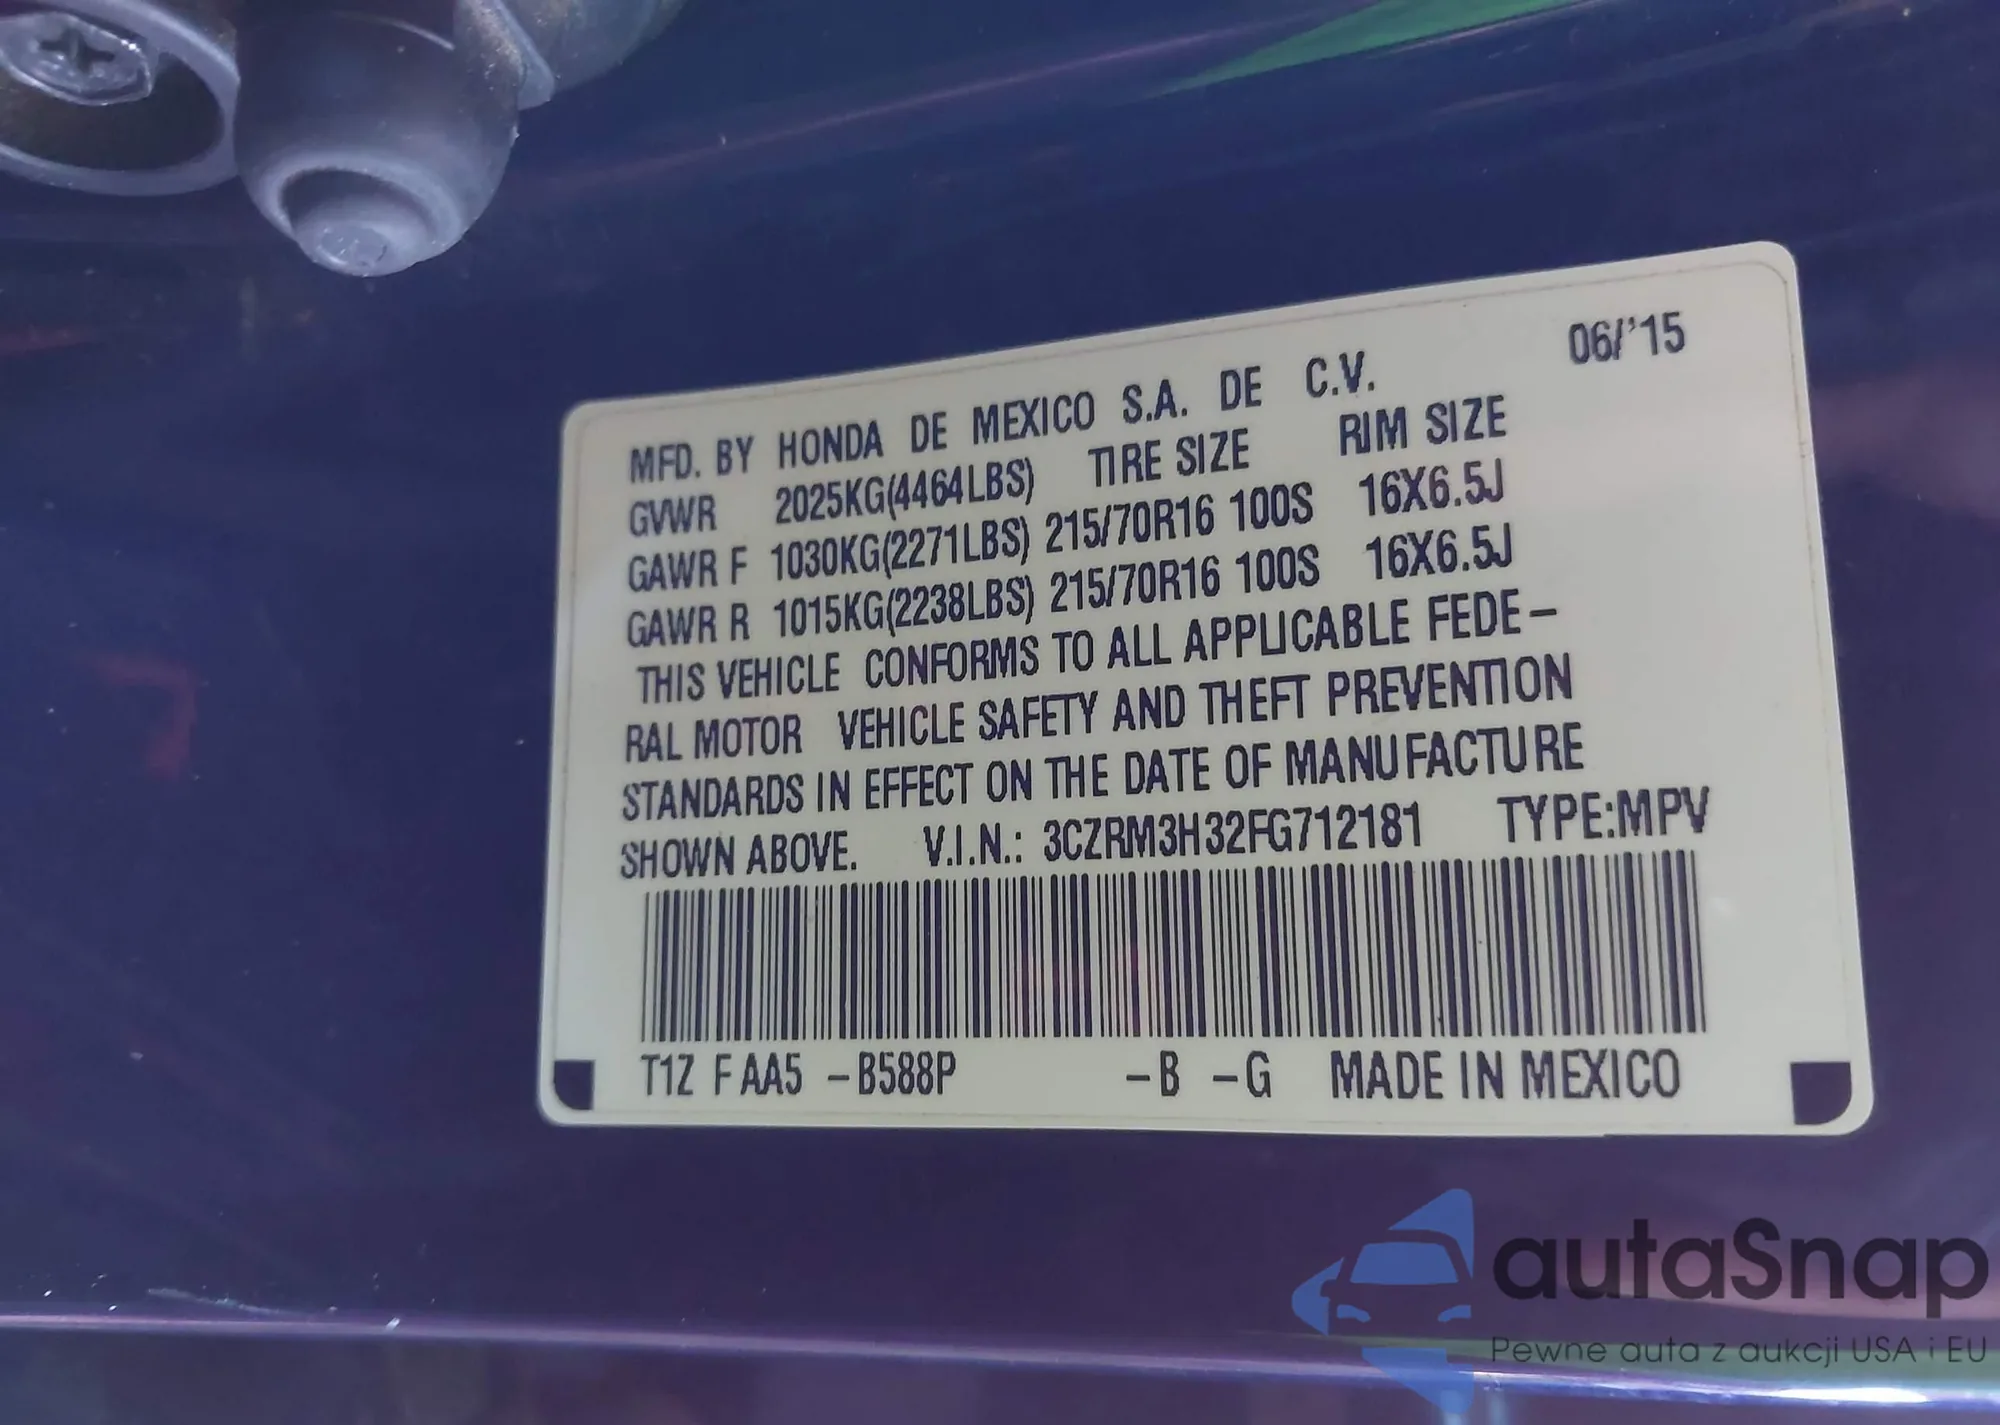 06/'15
MFD. BY HONDA DE MEXICO S.A. DE C.V.
GVWR 2025KG(4464LBS) TIRE SIZE RIM SIZE
GAWR F 1030KG(2271LBS) 215/70R16 100S 16X6.5J
GAWR R 1015KG(2238LBS) 215/70R16 100S 16X6.5J
THIS VEHICLE CONFORMS TO ALL APPLICABLE FEDE-
RAL MOTOR VEHICLE SAFETY AND THEFT PREVENTION
STANDARDS IN EFFECT ON THE DATE OF MANUFACTURE
SHOWN ABOVE. V.I.N.: 3CZRM3H32FG712181 TYPE:MPV
T1Z F AA5 -B588P -B -G MADE IN MEXICO
autaSnap
Pewne auta z aukcji USA i EU